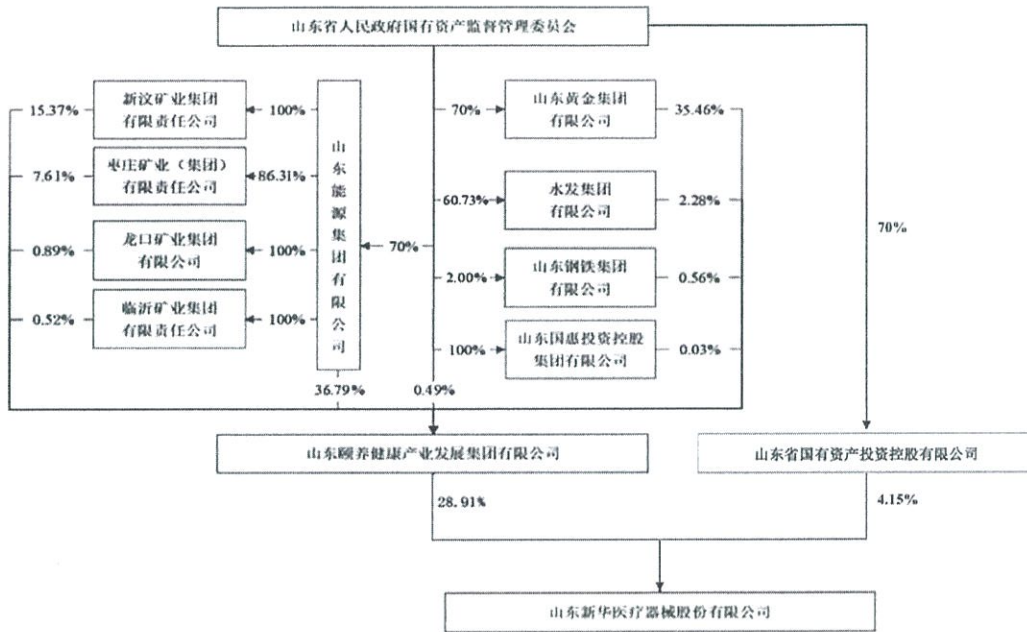 山东省人民政府国有资产监督管理委员会
15.37%
新汶矿业集团
有限责任公司
100%
70%
山东黄金集团
有限公司
35.46%
7.61%
枣庄矿业（集团）
有限责任公司
86.31%
山东能源集团有限公司
60.73%
水发集团
有限公司
2.28%
70%
0.89%
龙口矿业集团
有限公司
100%
70%
2.00%
山东钢铁集团
有限公司
0.56%
0.52%
临沂矿业集团
有限责任公司
100%
100%
山东国惠投资控股
集团有限公司
0.03%
36.79%
0.49%
山东颐养健康产业发展集团有限公司
山东省国有资产投资控股有限公司
28.91%
4.15%
山东新华医疗器械股份有限公司